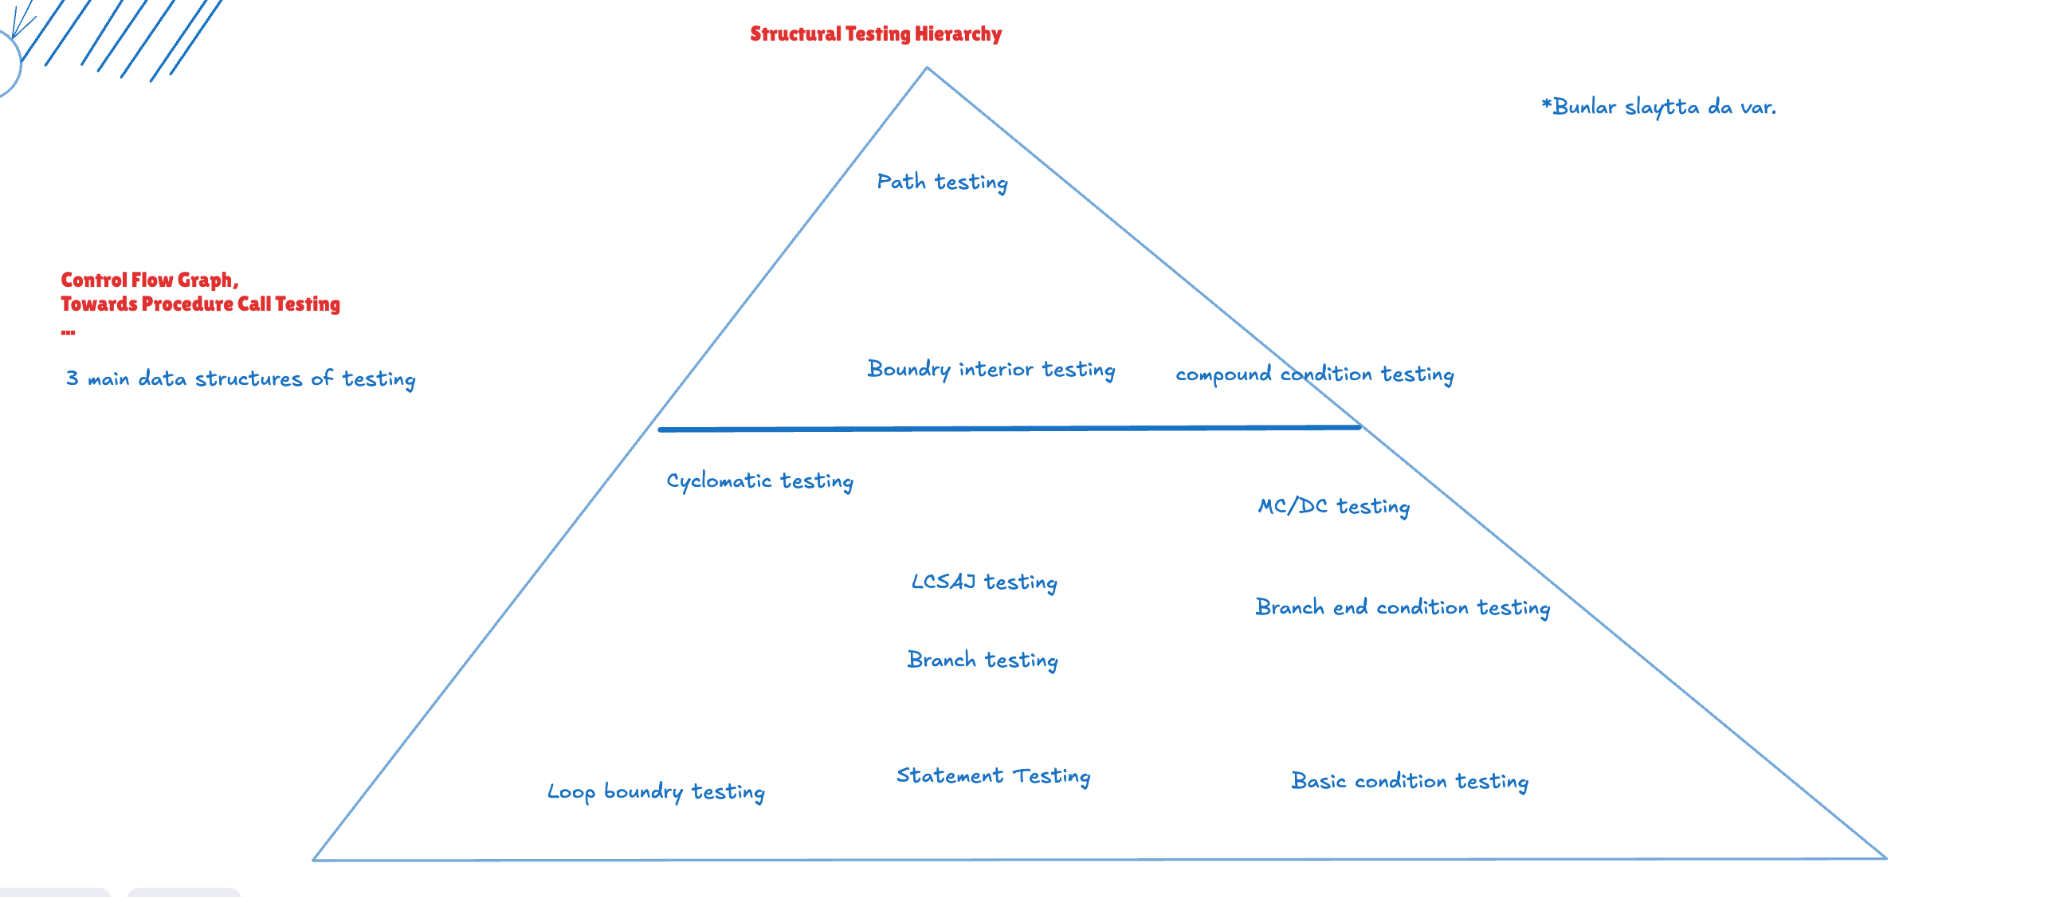 Structural Testing Hierarchy
*Bunlar slaytta da var.
Path testing
Control Flow Graph,
Towards Procedure Call Testing
...
3 main data structures of testing
Boundry interior testing
compound condition testing
Cyclomatic testing
MC/DC testing
LCSAJ testing
Branch end condition testing
Branch testing
Statement Testing
Basic condition testing
Loop boundry testing